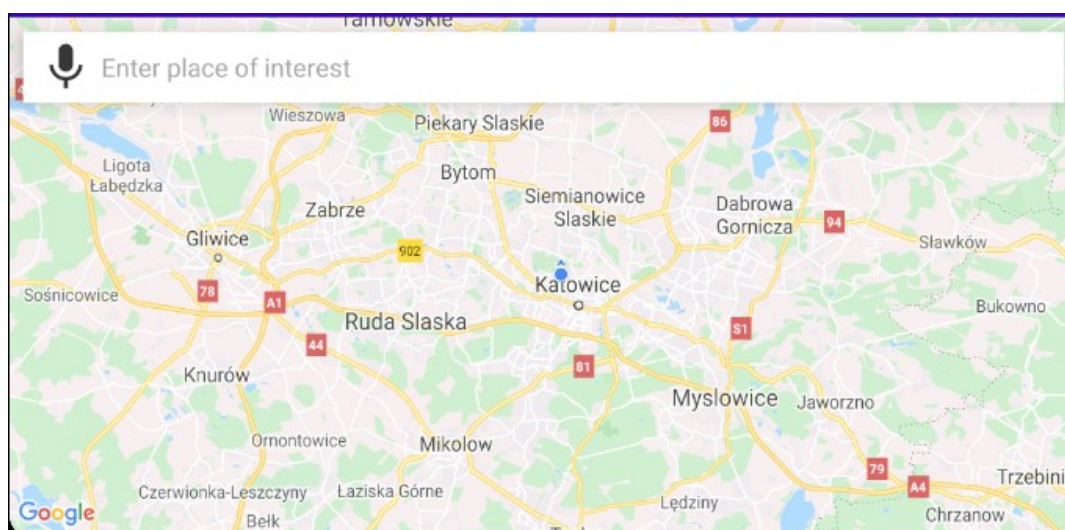 Tarnowskie
Enter place of interest
Wieszowa
Piekary Slaskie
86
Ligota
Łabędzka
Bytom
Siemianowice
Slaskie
Dabrowa
Gornicza
Zabrze
94
Gliwice
902
Sławków
Katowice
Sośnicowice
78
A1
Bukowno
Ruda Slaska
S1
44
81
Knurów
Myslowice
Jaworzno
Ornontowice
Mikolow
79
A4
Trzebini
Czerwionka-Leszczyny
Łaziska Górne
Lędziny
Chrzanow
Google
Bełk